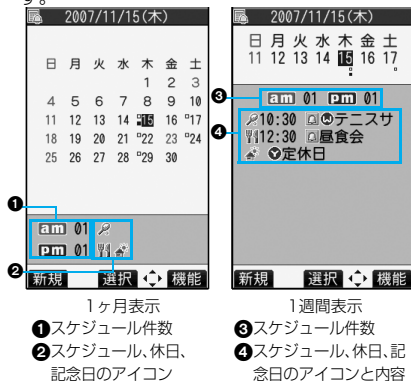 2007/11/15(木)
日 月 火 水 木 金 土
1 2 3
4 5 6 7 8 9 10
11 12 13 14 15 16 17
18 19 20 21 22 23 24
25 26 27 28 29 30
❶
am 01
pm 01
❷
新規 選択 機能
1ヶ月表示
❶スケジュール件数
❷スケジュール、休日、
記念日のアイコン
2007/11/15(木)
日 月 火 水 木 金 土
11 12 13 14 15 16 17
❸
am 01 pm 01
❹
10:30 テニスサ
12:30 昼食会
定休日
新規 選択 機能
1週間表示
❸スケジュール件数
❹スケジュール、休日、記
念日のアイコンと内容